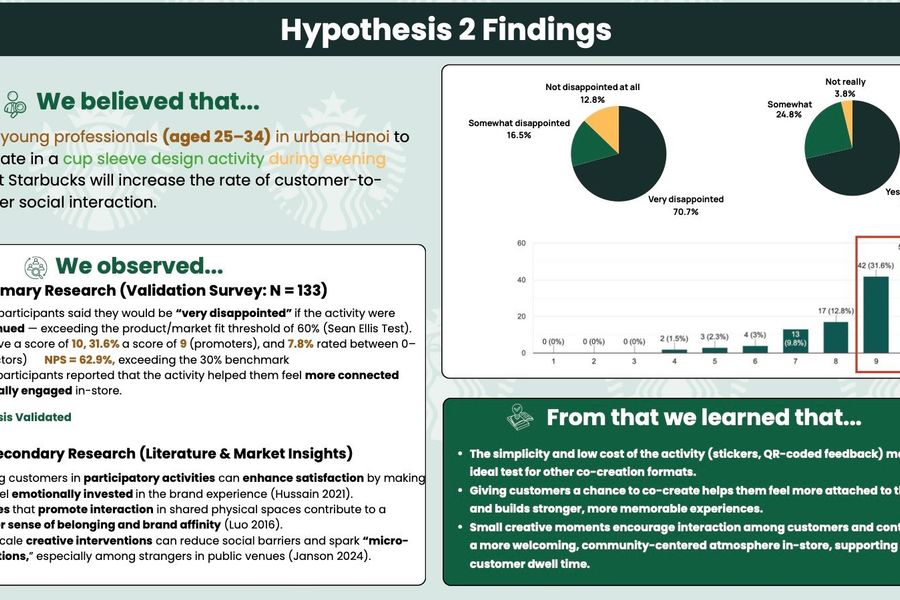 Hypothesis 2 Findings
We believed that...
young professionals (aged 25–34) in urban Hanoi to
ate in a cup sleeve design activity during evening
t Starbucks will increase the rate of customer-to-
er social interaction.
We observed...
mary Research (Validation Survey: N = 133)
participants said they would be “very disappointed” if the activity were
nued — exceeding the product/market fit threshold of 60% (Sean Ellis Test).
ve a score of 10, 31.6% a score of 9 (promoters), and 7.8% rated between 0–
ctors) NPS = 62.9%, exceeding the 30% benchmark
participants reported that the activity helped them feel more connected
ally engaged in-store.
sis Validated
econdary Research (Literature & Market Insights)
g customers in participatory activities can enhance satisfaction by making
el emotionally invested in the brand experience (Hussain 2021).
es that promote interaction in shared physical spaces contribute to a
r sense of belonging and brand affinity (Luo 2016).
cale creative interventions can reduce social barriers and spark “micro-
tions,” especially among strangers in public venues (Janson 2024).
Not disappointed at all
12.8%
Somewhat disappointed
16.5%
Very disappointed
70.7%
Not really
3.8%
Somewhat
24.8%
Yes
60
40
20
0
0 (0%)
0 (0%)
0 (0%)
2 (1.5%)
3 (2.3%)
4 (3%)
13
(9.8%)
17 (12.8%)
42 (31.6%)
1
2
3
4
5
6
7
8
9
From that we learned that...
• The simplicity and low cost of the activity (stickers, QR-coded feedback) ma
ideal test for other co-creation formats.
• Giving customers a chance to co-create helps them feel more attached to th
and builds stronger, more memorable experiences.
• Small creative moments encourage interaction among customers and cont
a more welcoming, community-centered atmosphere in-store, supporting
customer dwell time.